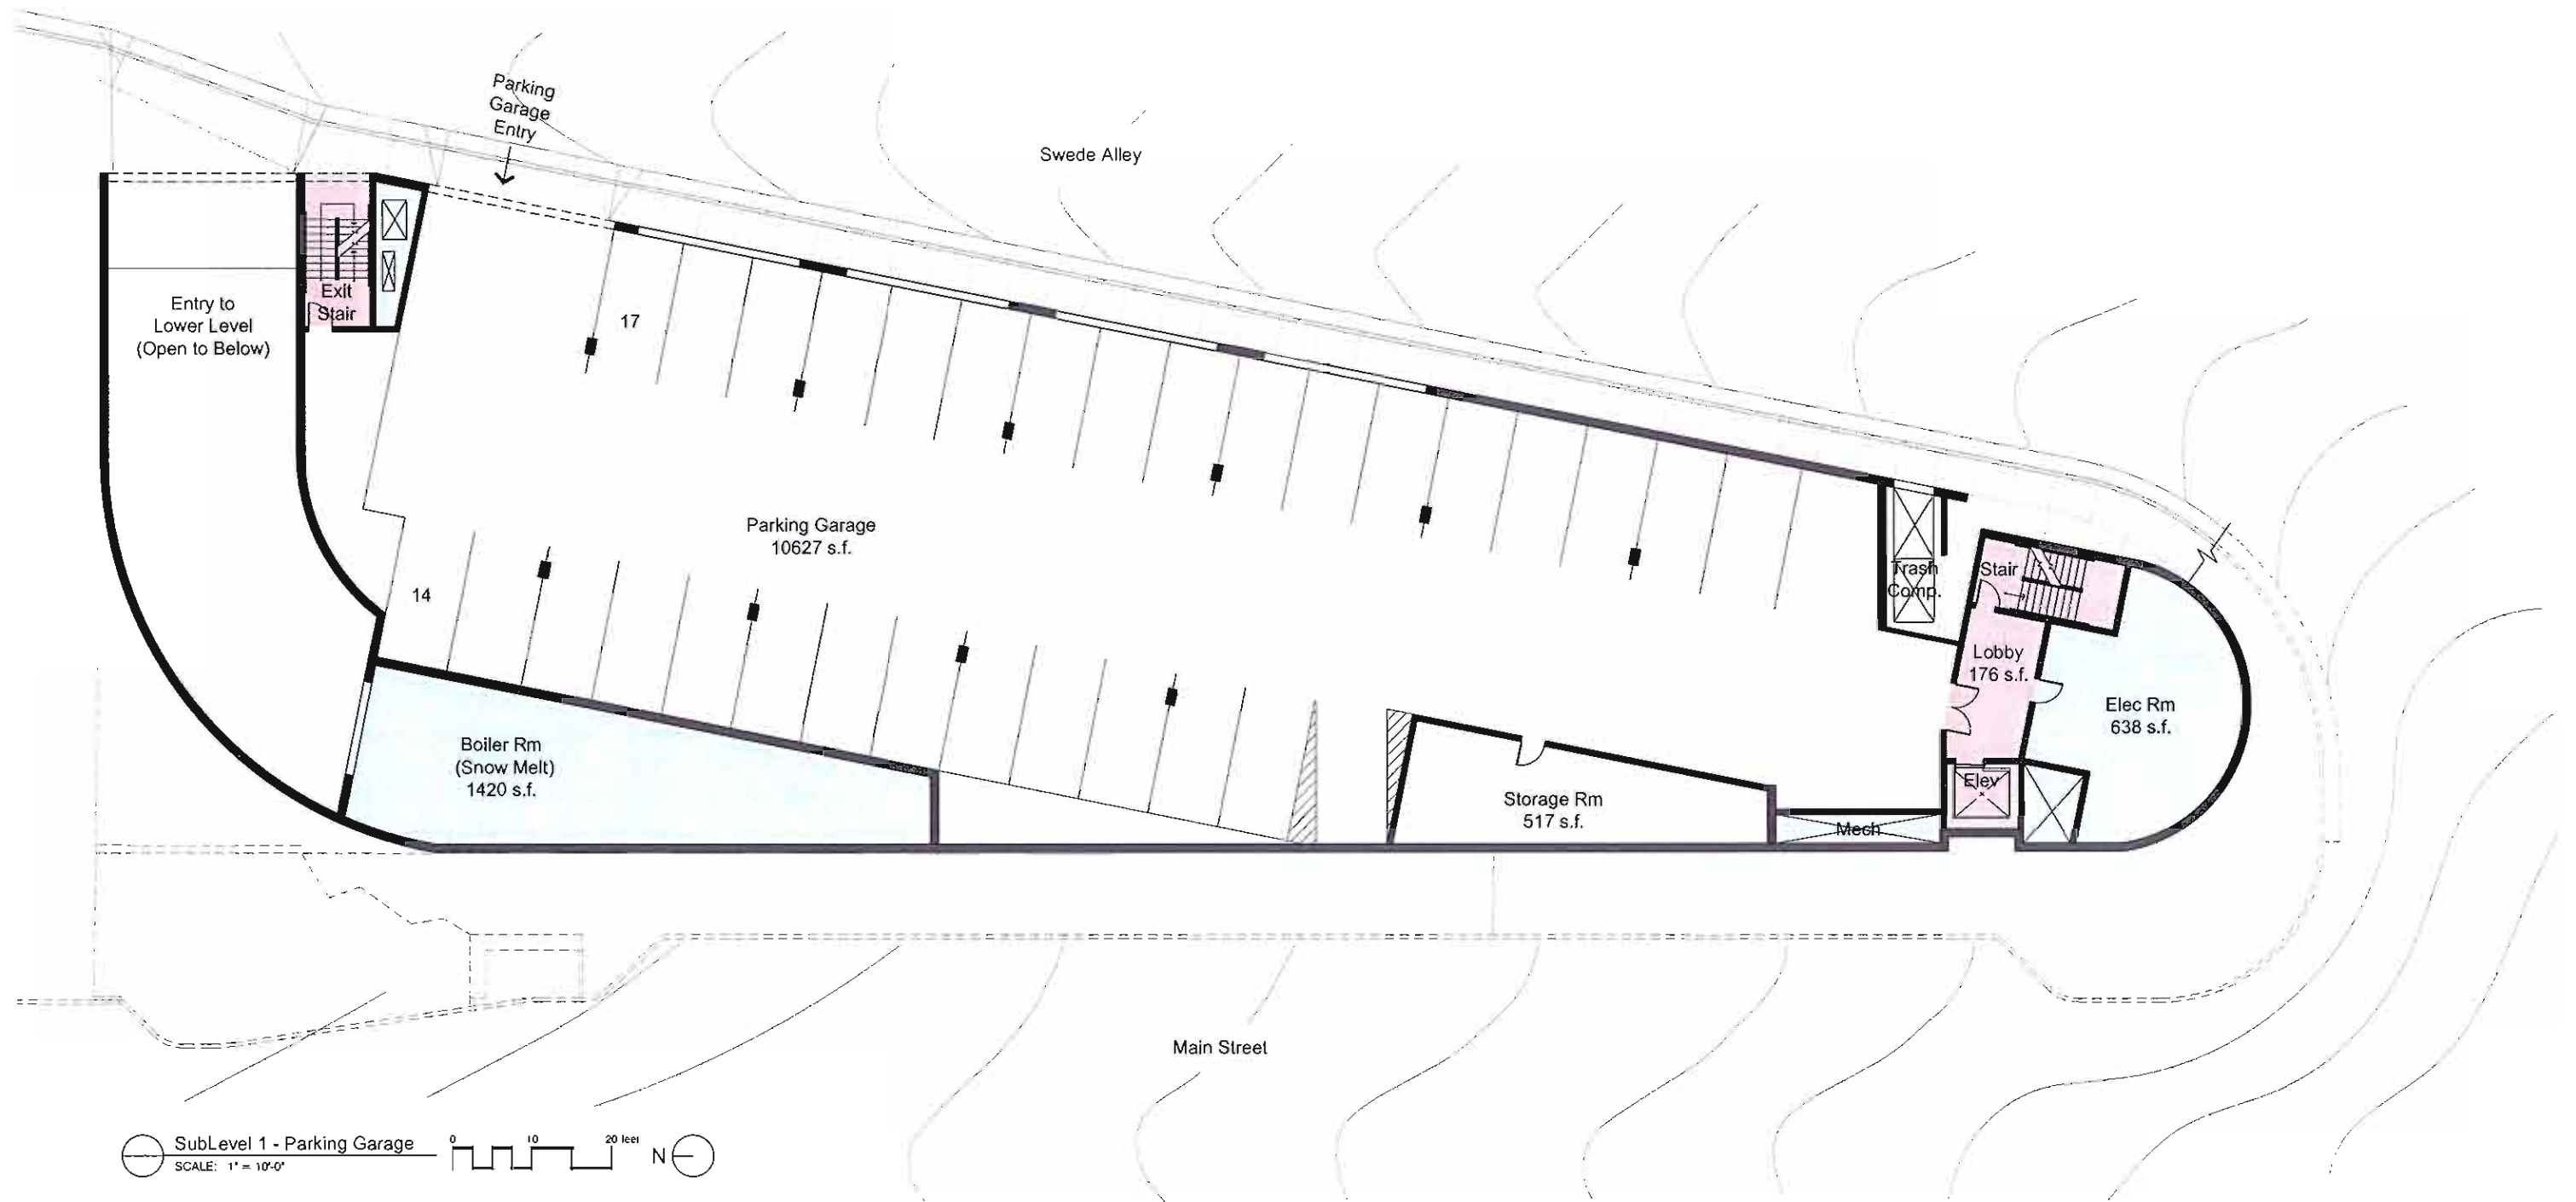 Parking
Garage
Entry
Swede Alley
Exit
Stair
Entry to
Lower Level
(Open to Below)
17
Parking Garage
10627 s.f.
14
Trash
Comp.
Stair
Lobby
176 s.f.
Elec Rm
638 s.f.
Boiler Rm
(Snow Melt)
1420 s.f.
Elev
Storage Rm
517 s.f.
Mech
Main Street
SubLevel 1 - Parking Garage
SCALE: 1" = 10'-0"
0 10 20 feet
N